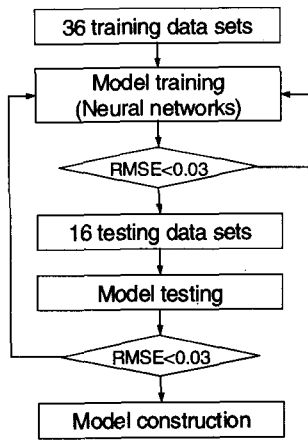 36 training data sets
Model training
(Neural networks)
RMSE<0.03
16 testing data sets
Model testing
RMSE<0.03
Model construction